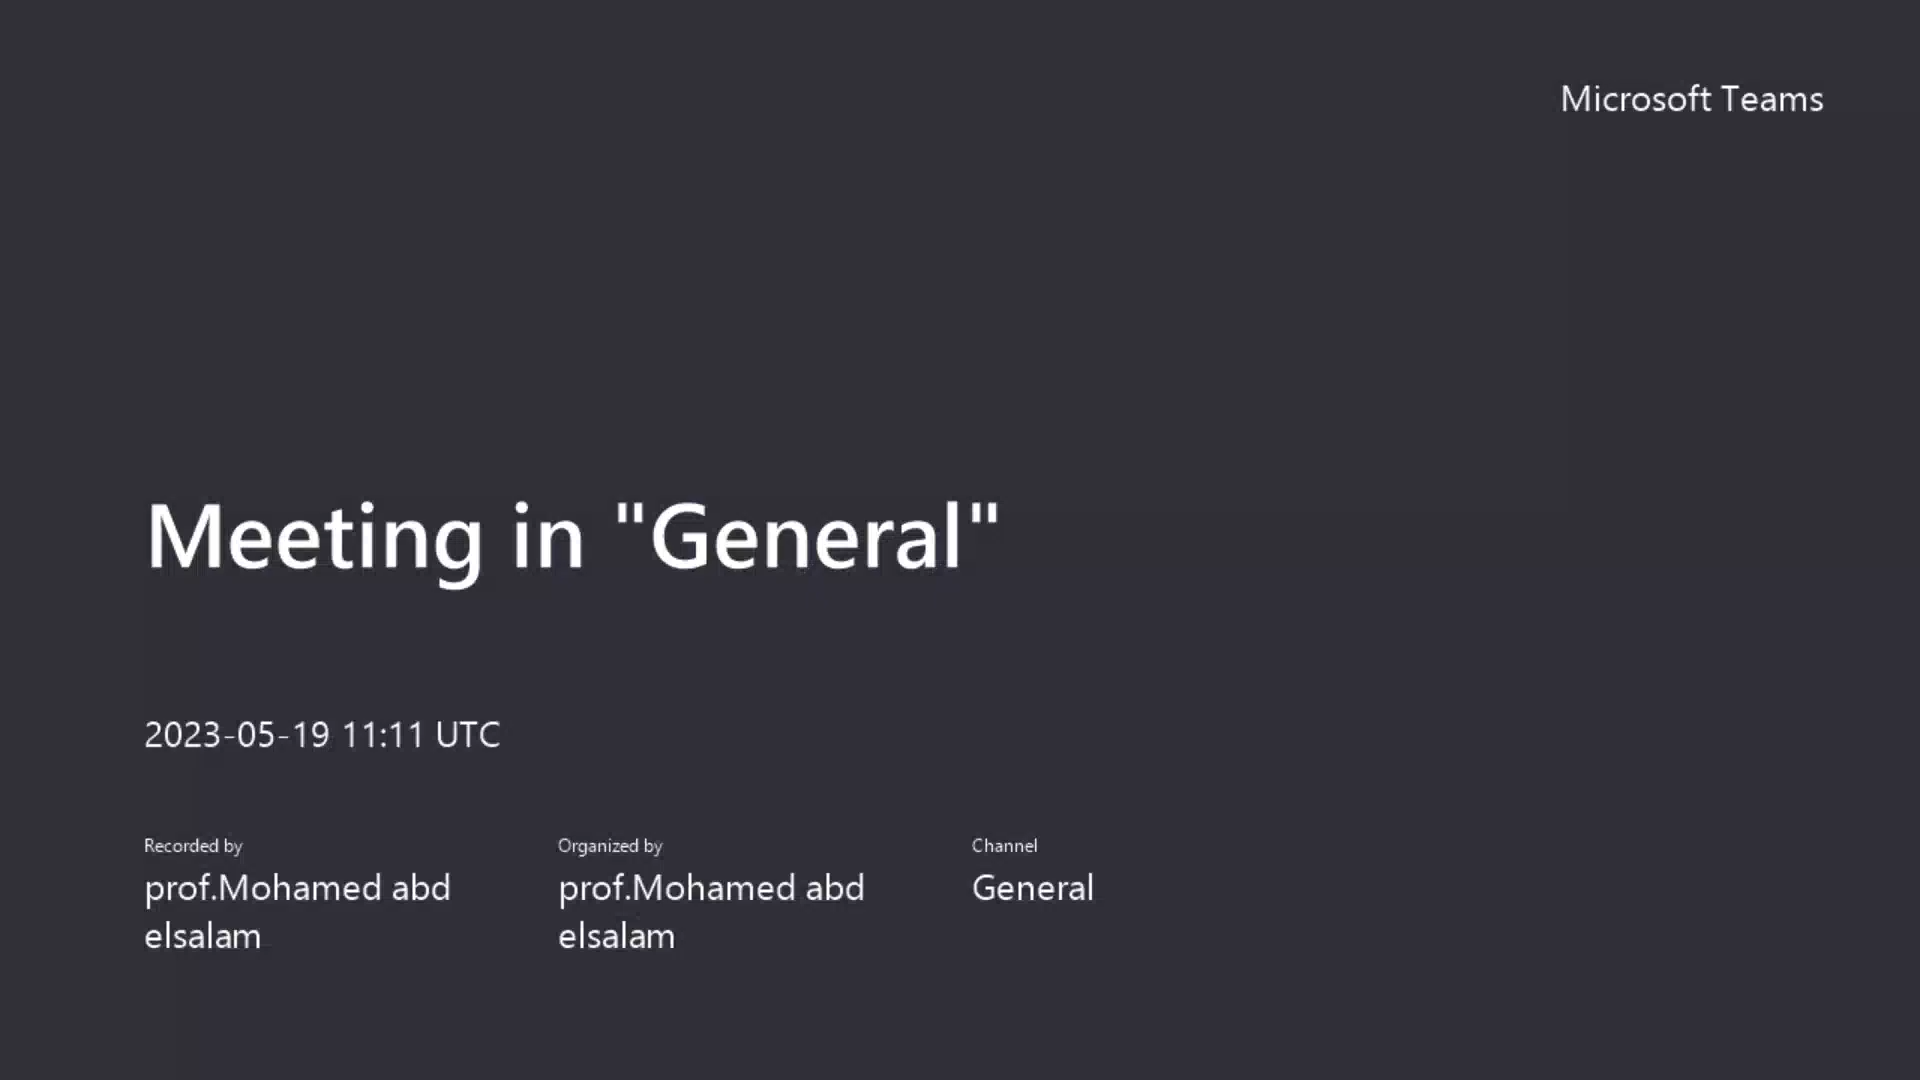 Microsoft Teams
Meeting in "General"
2023-05-19 11:11 UTC
Recorded by
prof.Mohamed abd
elsalam
Organized by
prof.Mohamed abd
elsalam
Channel
General